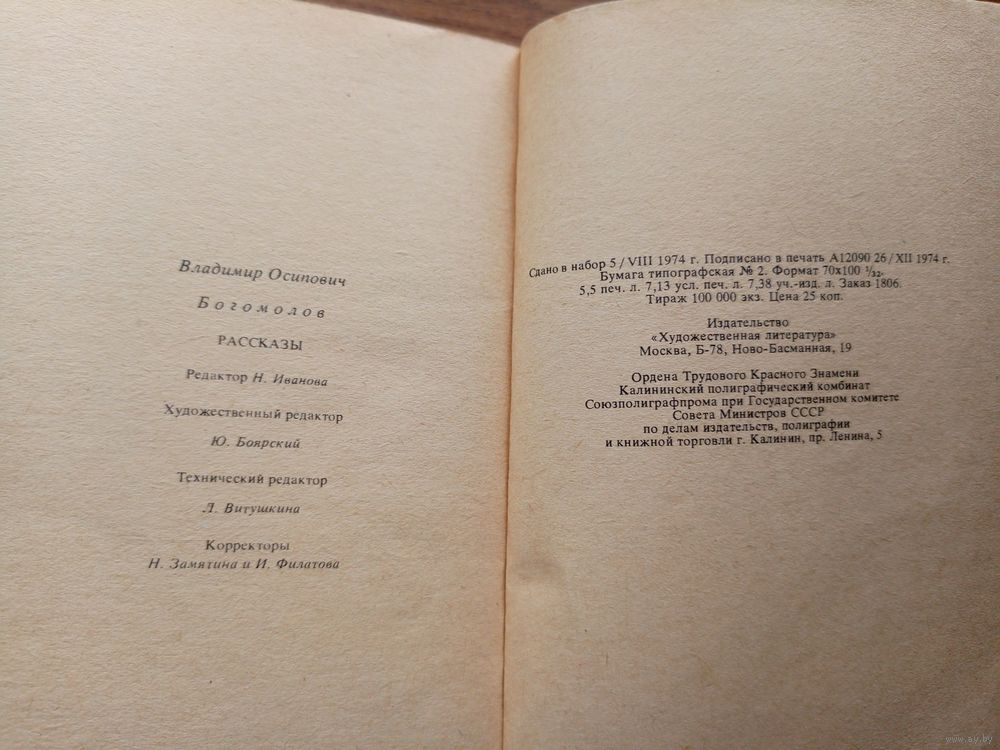 Владимир Осипович
Богомолов
РАССКАЗЫ
Редактор Н. Иванова
Художественный редактор
Ю. Боярский
Технический редактор
Л. Витушкина
Корректоры
Н. Замятина и И. Филатова
Сдано в набор 5/VIII 1974 г. Подписано в печать А12090 26/XII 1974 г.
Бумага типографская № 2. Формат 70х100 1/32.
5,5 печ. л. 7,13 усл. печ. л. 7,38 уч.-изд. л. Заказ 1806.
Тираж 100 000 экз. Цена 25 коп.
Издательство
«Художественная литература»
Москва, Б-78, Ново-Басманная, 19
Ордена Трудового Красного Знамени
Калининский полиграфический комбинат
Союзполиграфпрома при Государственном комитете
Совета Министров СССР
по делам издательств, полиграфии
и книжной торговли г. Калинин, пр. Ленина, 5
www.ay.by